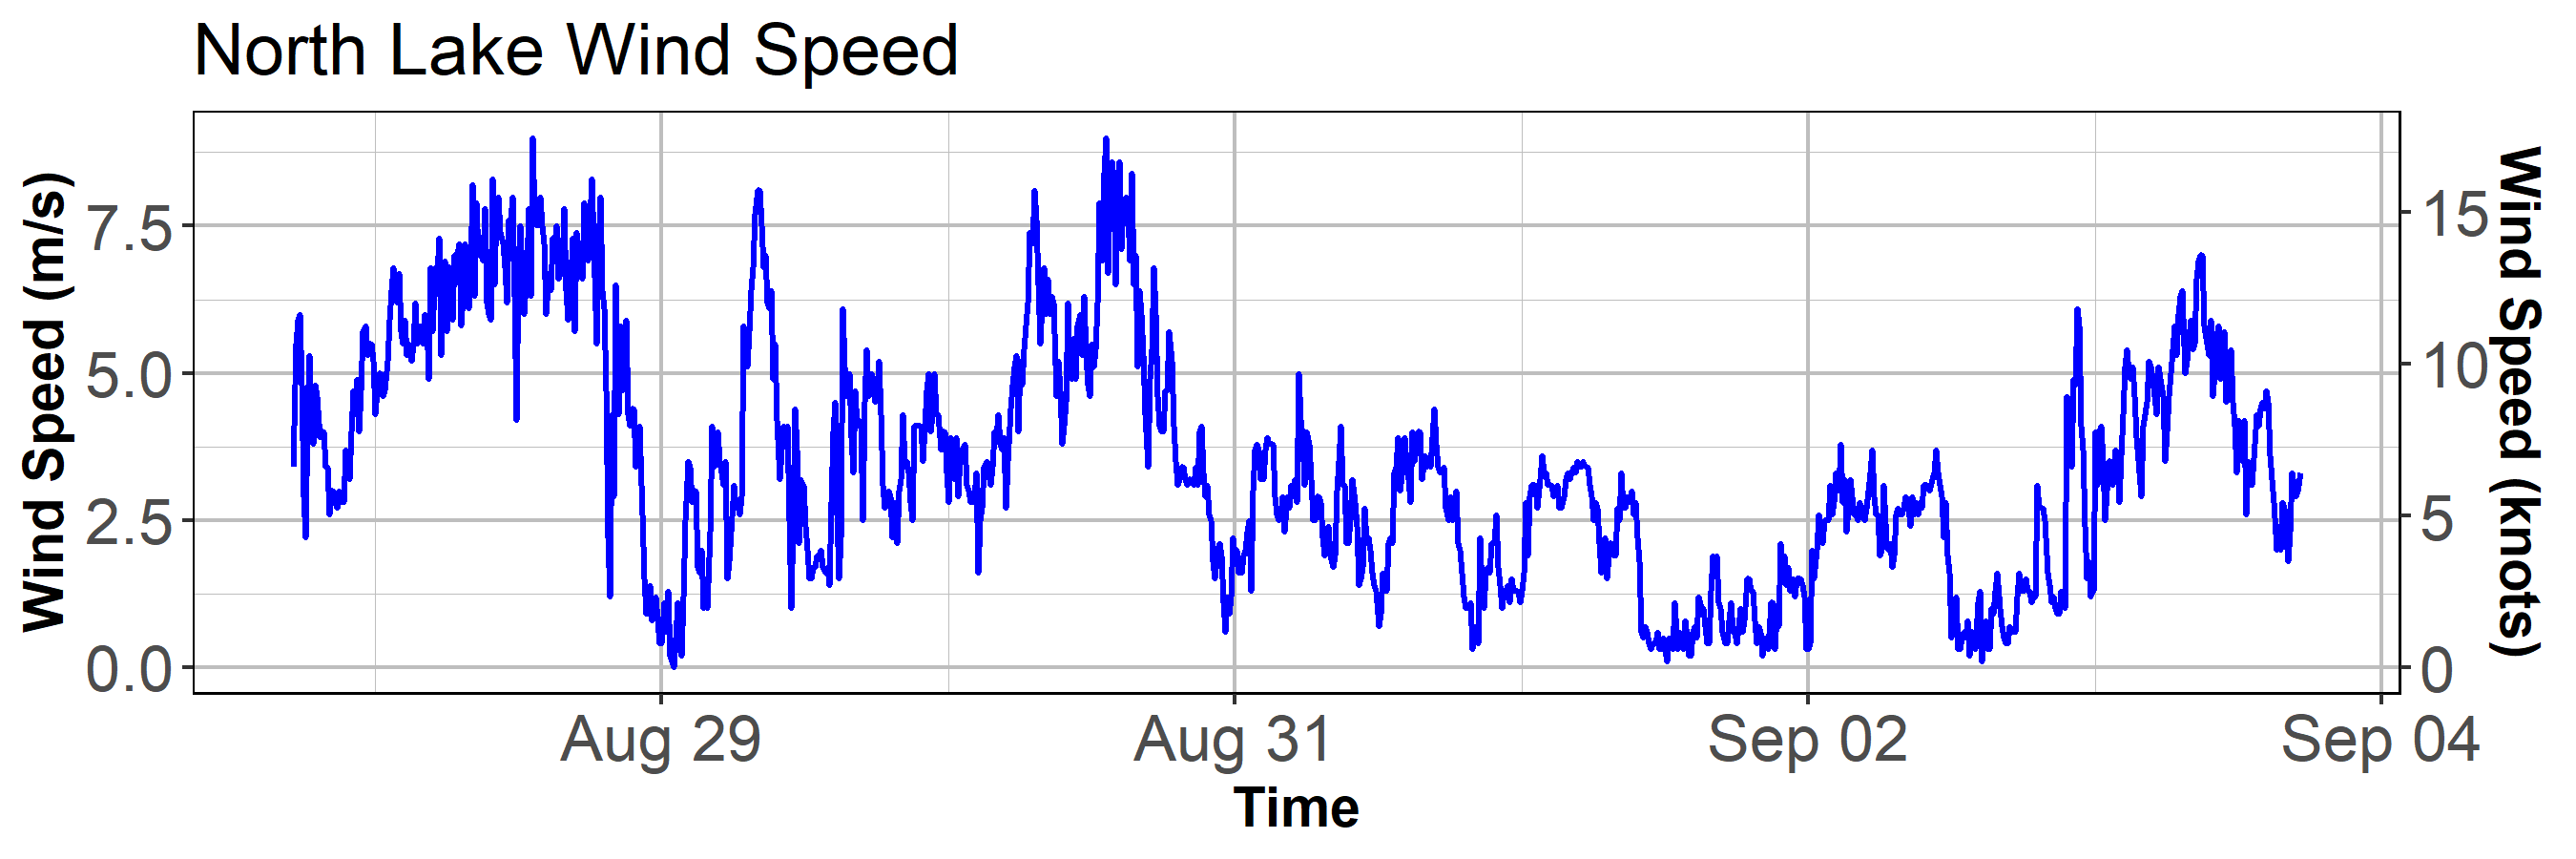 North Lake Wind Speed
Wind Speed (m/s)
7.5
5.0
2.5
0.0
15
10
5
0
Wind Speed (knots)
Aug 29
Aug 31
Sep 02
Sep 04
Time